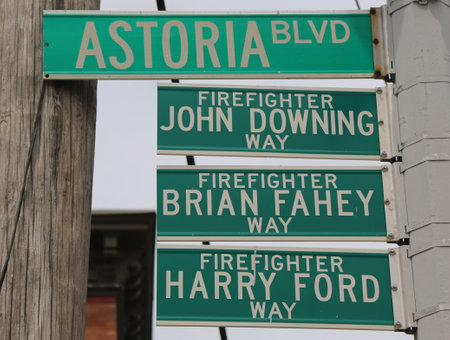 ASTORIA BLVD
FIREFIGHTER
JOHN DOWNING
WAY
FIREFIGHTER
BRIAN FAHEY
WAY
FIREFIGHTER
HARRY FORD
WAY